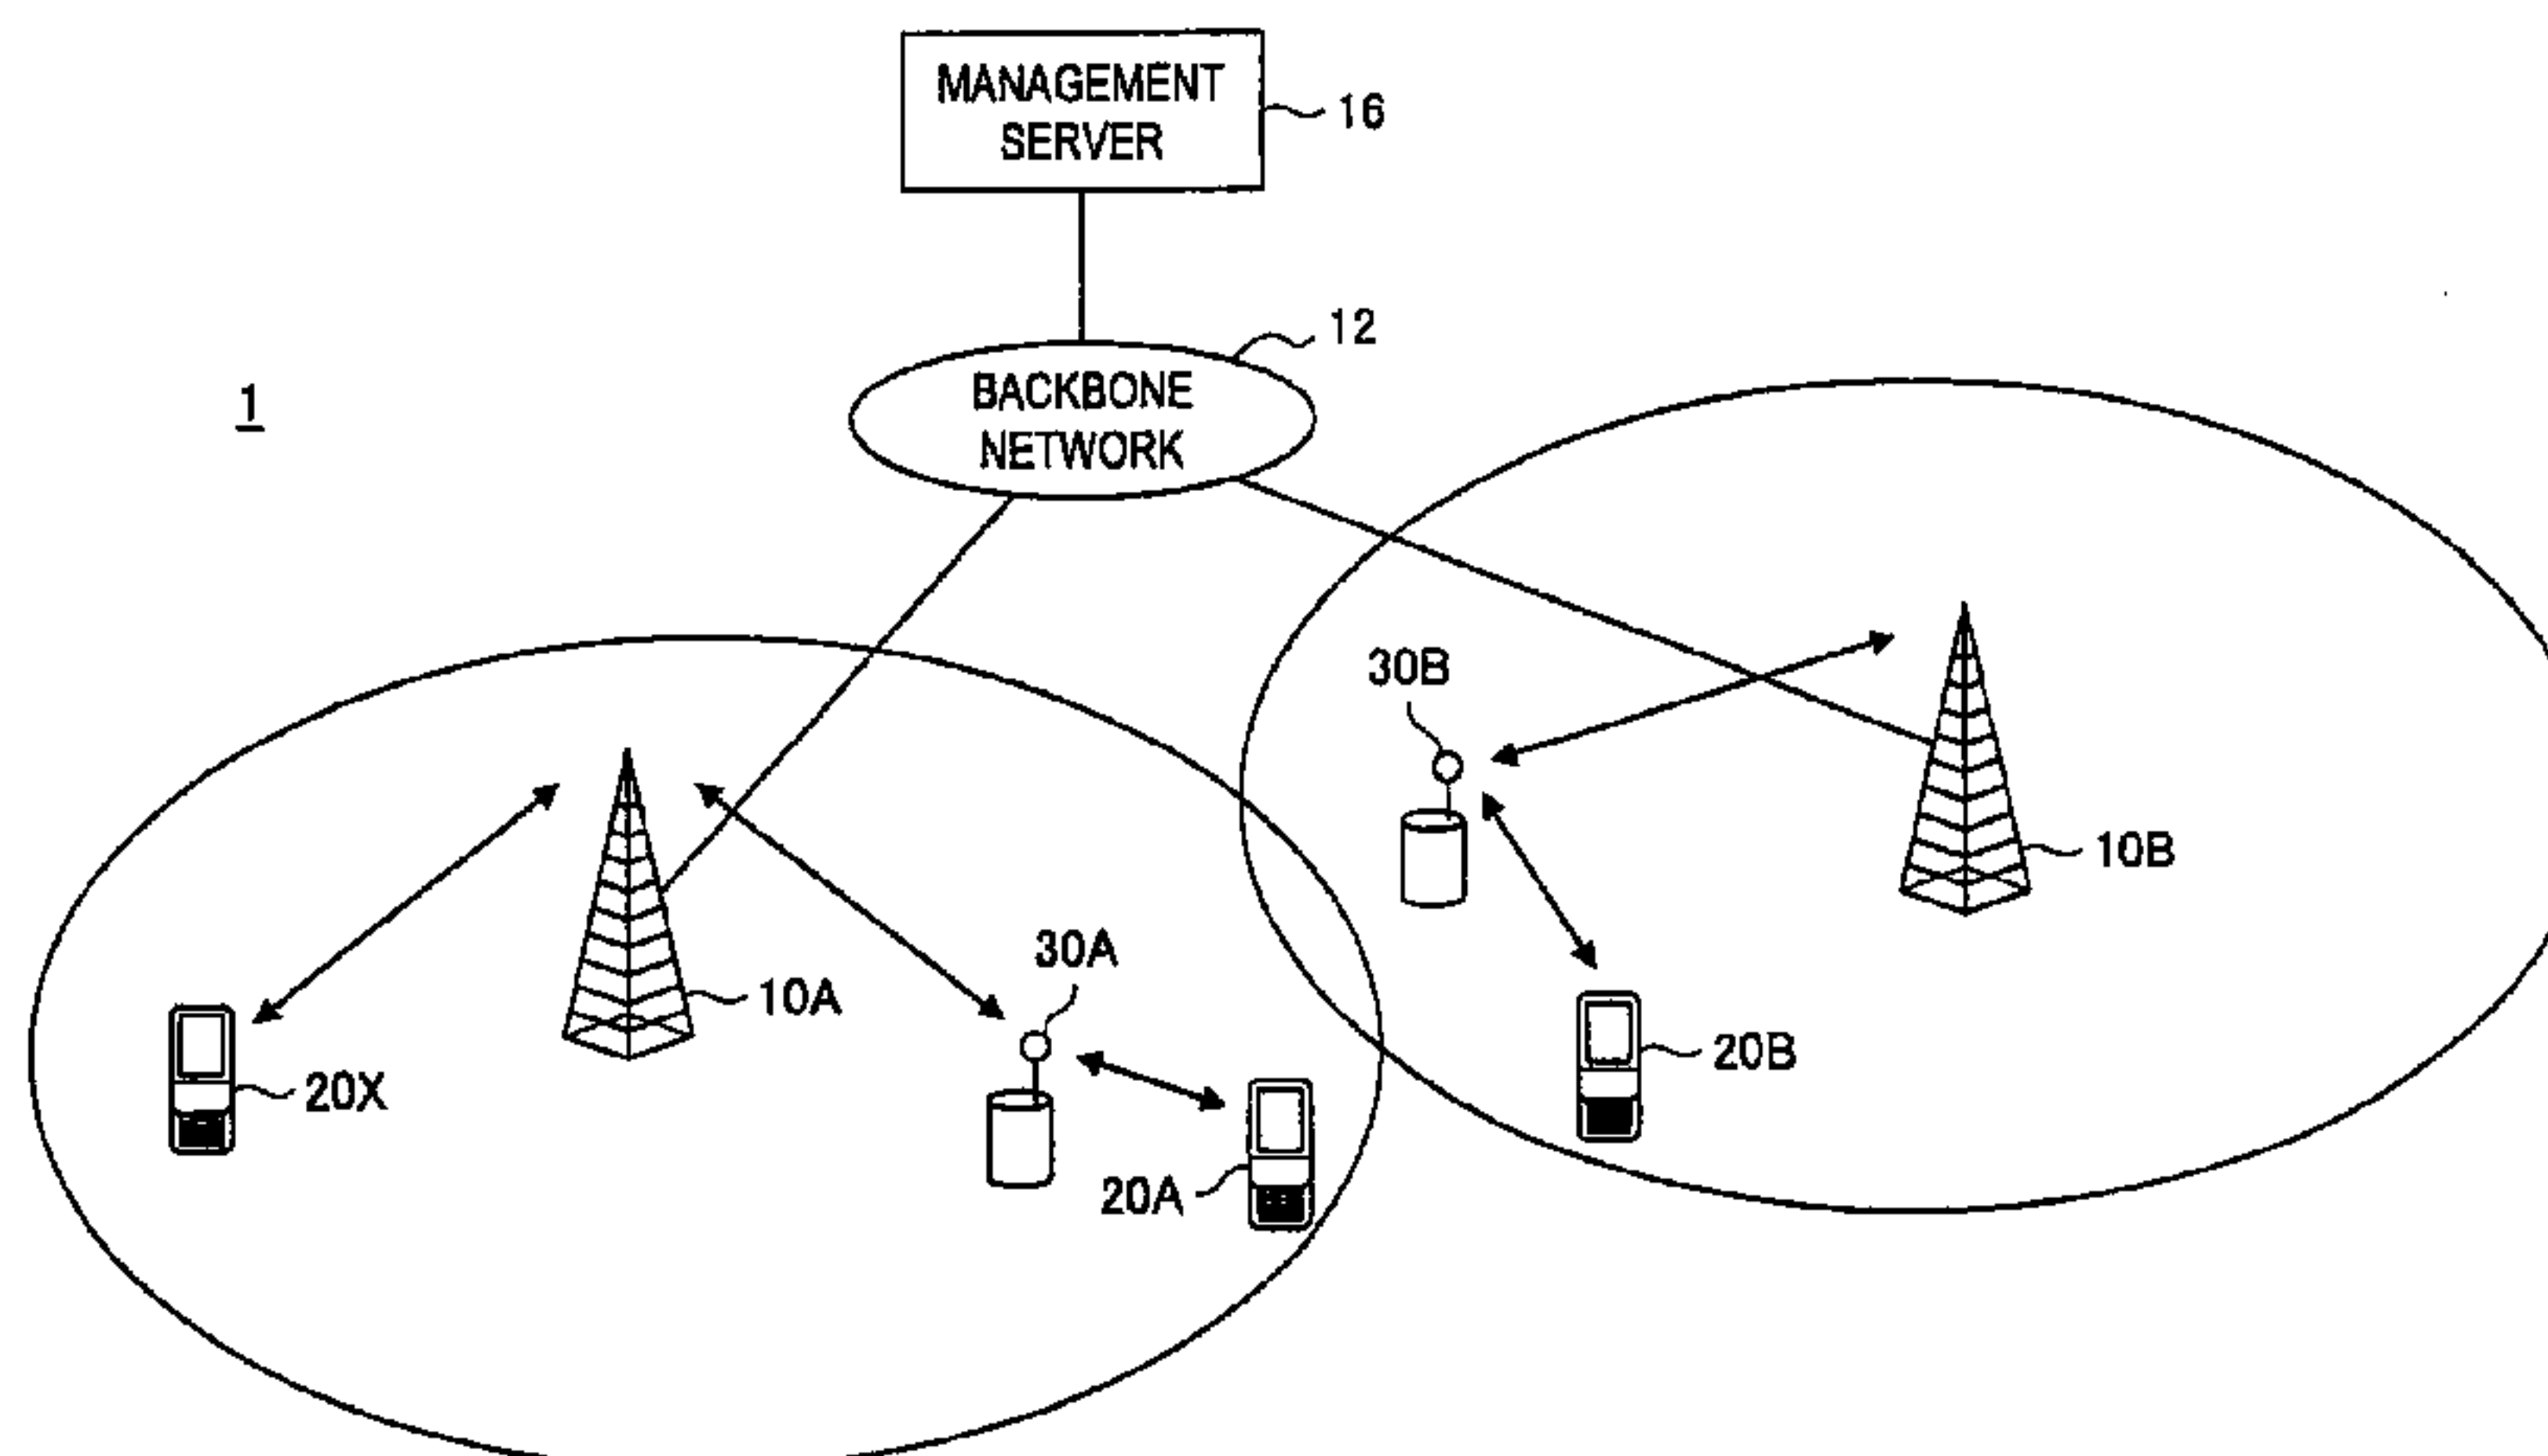 MANAGEMENT
SERVER
16
12
BACKBONE
NETWORK
1
30B
10B
30A
10A
20B
20X
20A